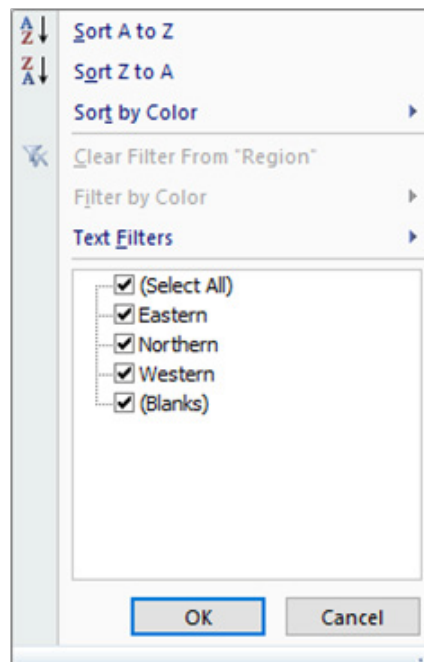 Sort A to Z
Sort Z to A
Sort by Color
Clear Filter From "Region"
Filter by Color
Text Filters
(Select All)
Eastern
Northern
Western
(Blanks)
OK Cancel